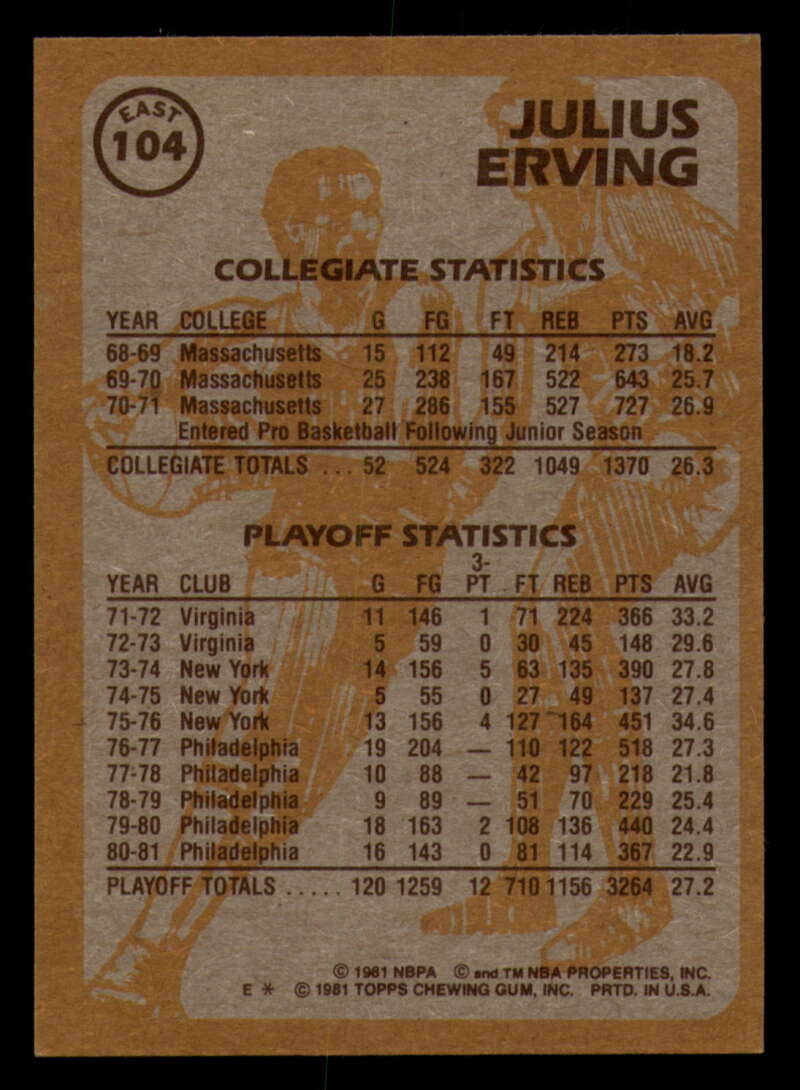 EAST
104
JULIUS
ERVING
COLLEGIATE STATISTICS
YEAR COLLEGE G FG FT REB PTS AVG
68-69 Massachusetts 15 112 49 214 273 18.2
69-70 Massachusetts 25 238 167 522 643 25.7
70-71 Massachusetts 27 286 155 527 727 26.9
Entered Pro Basketball Following Junior Season
COLLEGIATE TOTALS ... 52 524 322 1049 1370 26.3
PLAYOFF STATISTICS
3-
YEAR CLUB G FG PT FT REB PTS AVG
71-72 Virginia 11 146 1 71 224 366 33.2
72-73 Virginia 5 59 0 30 45 148 29.6
73-74 New York 14 156 5 63 135 390 27.8
74-75 New York 5 55 0 27 49 137 27.4
75-76 New York 13 156 4 127 164 451 34.6
76-77 Philadelphia 19 204 — 110 122 518 27.3
77-78 Philadelphia 10 88 — 42 97 218 21.8
78-79 Philadelphia 9 89 — 51 70 229 25.4
79-80 Philadelphia 18 163 2 108 136 440 24.4
80-81 Philadelphia 16 143 0 81 114 367 22.9
PLAYOFF TOTALS ..... 120 1259 12 710 1156 3264 27.2
© 1981 NBPA © and TM NBA PROPERTIES, INC.
E * © 1981 TOPPS CHEWING GUM, INC. PRTD. IN U.S.A.